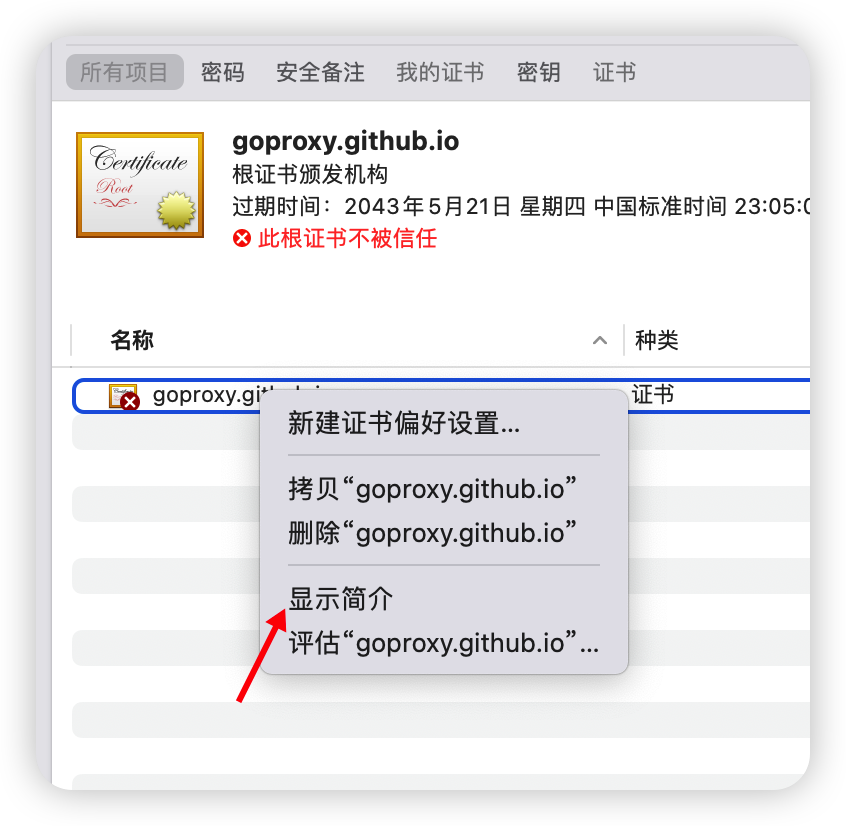 所有项目 密码 安全备注 我的证书 密钥 证书
Certificate
Root
goproxy.github.io
根证书颁发机构
过期时间：2043年5月21日 星期四 中国标准时间 23:05:0
此根证书不被信任
名称 种类
goproxy.github.io 证书
新建证书偏好设置...
拷贝“goproxy.github.io”
删除“goproxy.github.io”
显示简介
评估“goproxy.github.io”...